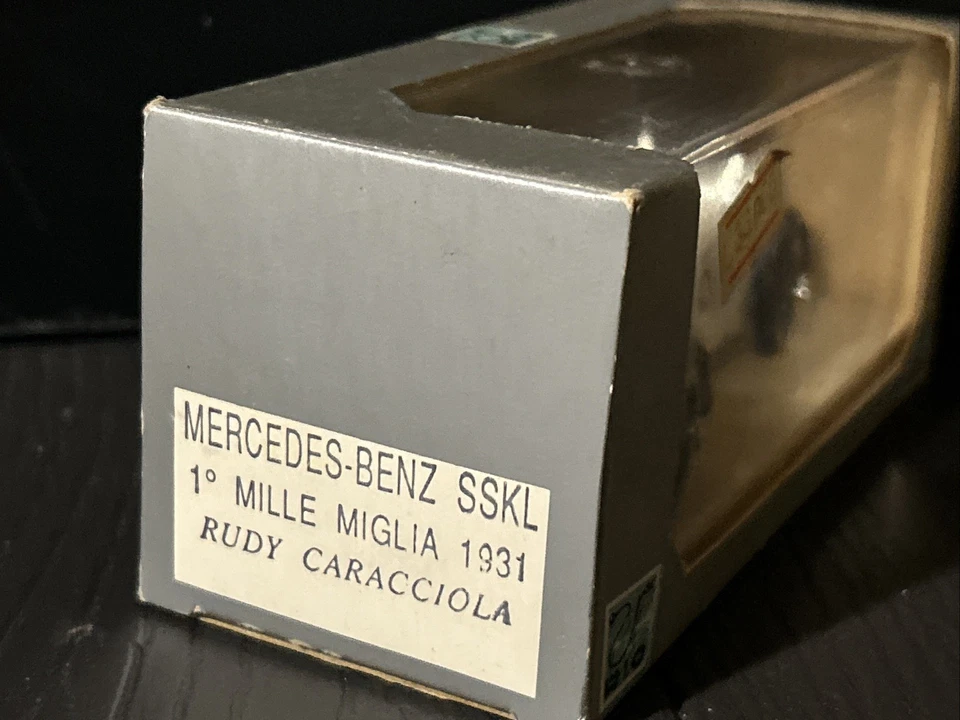 MERCEDES-BENZ SSKL
1° MILLE MIGLIA 1931
RUDY CARACCIOLA